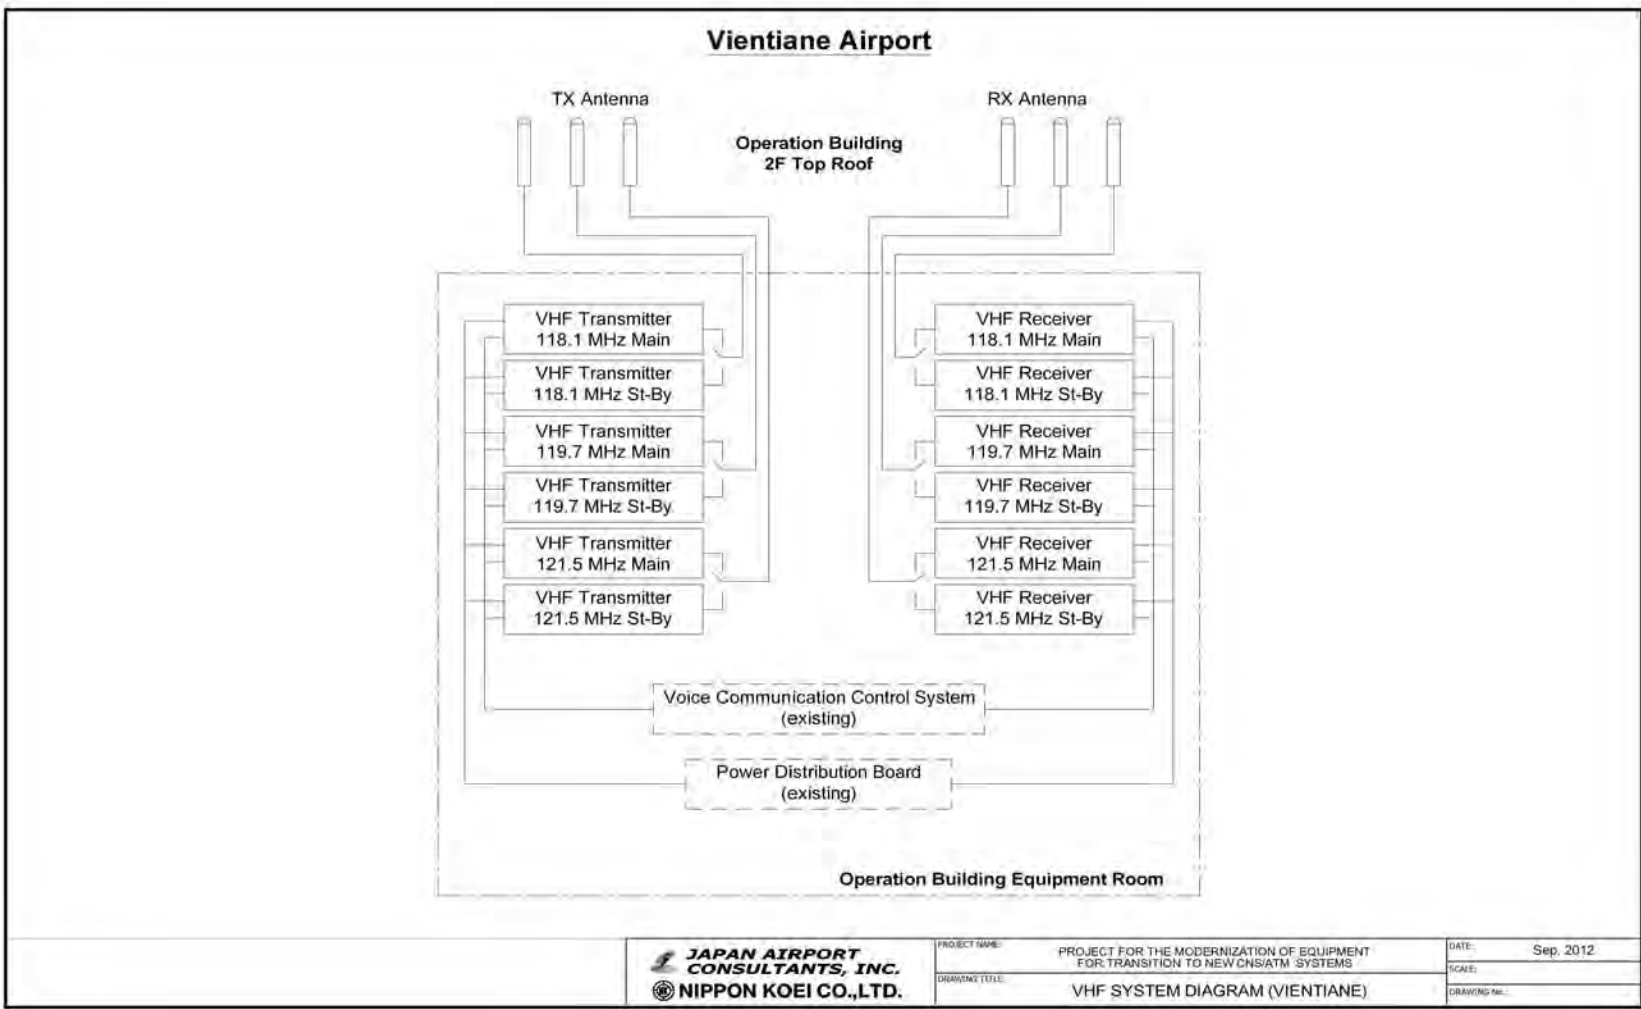 Vientiane Airport
TX Antenna
RX Antenna
Operation Building
2F Top Roof
VHF Transmitter
118.1 MHz Main
VHF Transmitter
118.1 MHz St-By
VHF Transmitter
119.7 MHz Main
VHF Transmitter
119.7 MHz St-By
VHF Transmitter
121.5 MHz Main
VHF Transmitter
121.5 MHz St-By
VHF Receiver
118.1 MHz Main
VHF Receiver
118.1 MHz St-By
VHF Receiver
119.7 MHz Main
VHF Receiver
119.7 MHz St-By
VHF Receiver
121.5 MHz Main
VHF Receiver
121.5 MHz St-By
Voice Communication Control System
(existing)
Power Distribution Board
(existing)
Operation Building Equipment Room
JAPAN AIRPORT
CONSULTANTS, INC.
NIPPON KOEI CO.,LTD.
PROJECT NAME:
PROJECT FOR THE MODERNIZATION OF EQUIPMENT
FOR TRANSITION TO NEW CNS/ATM SYSTEMS
DRAWING TITLE:
VHF SYSTEM DIAGRAM (VIENTIANE)
DATE:
Sep. 2012
SCALE:
DRAWING No.: